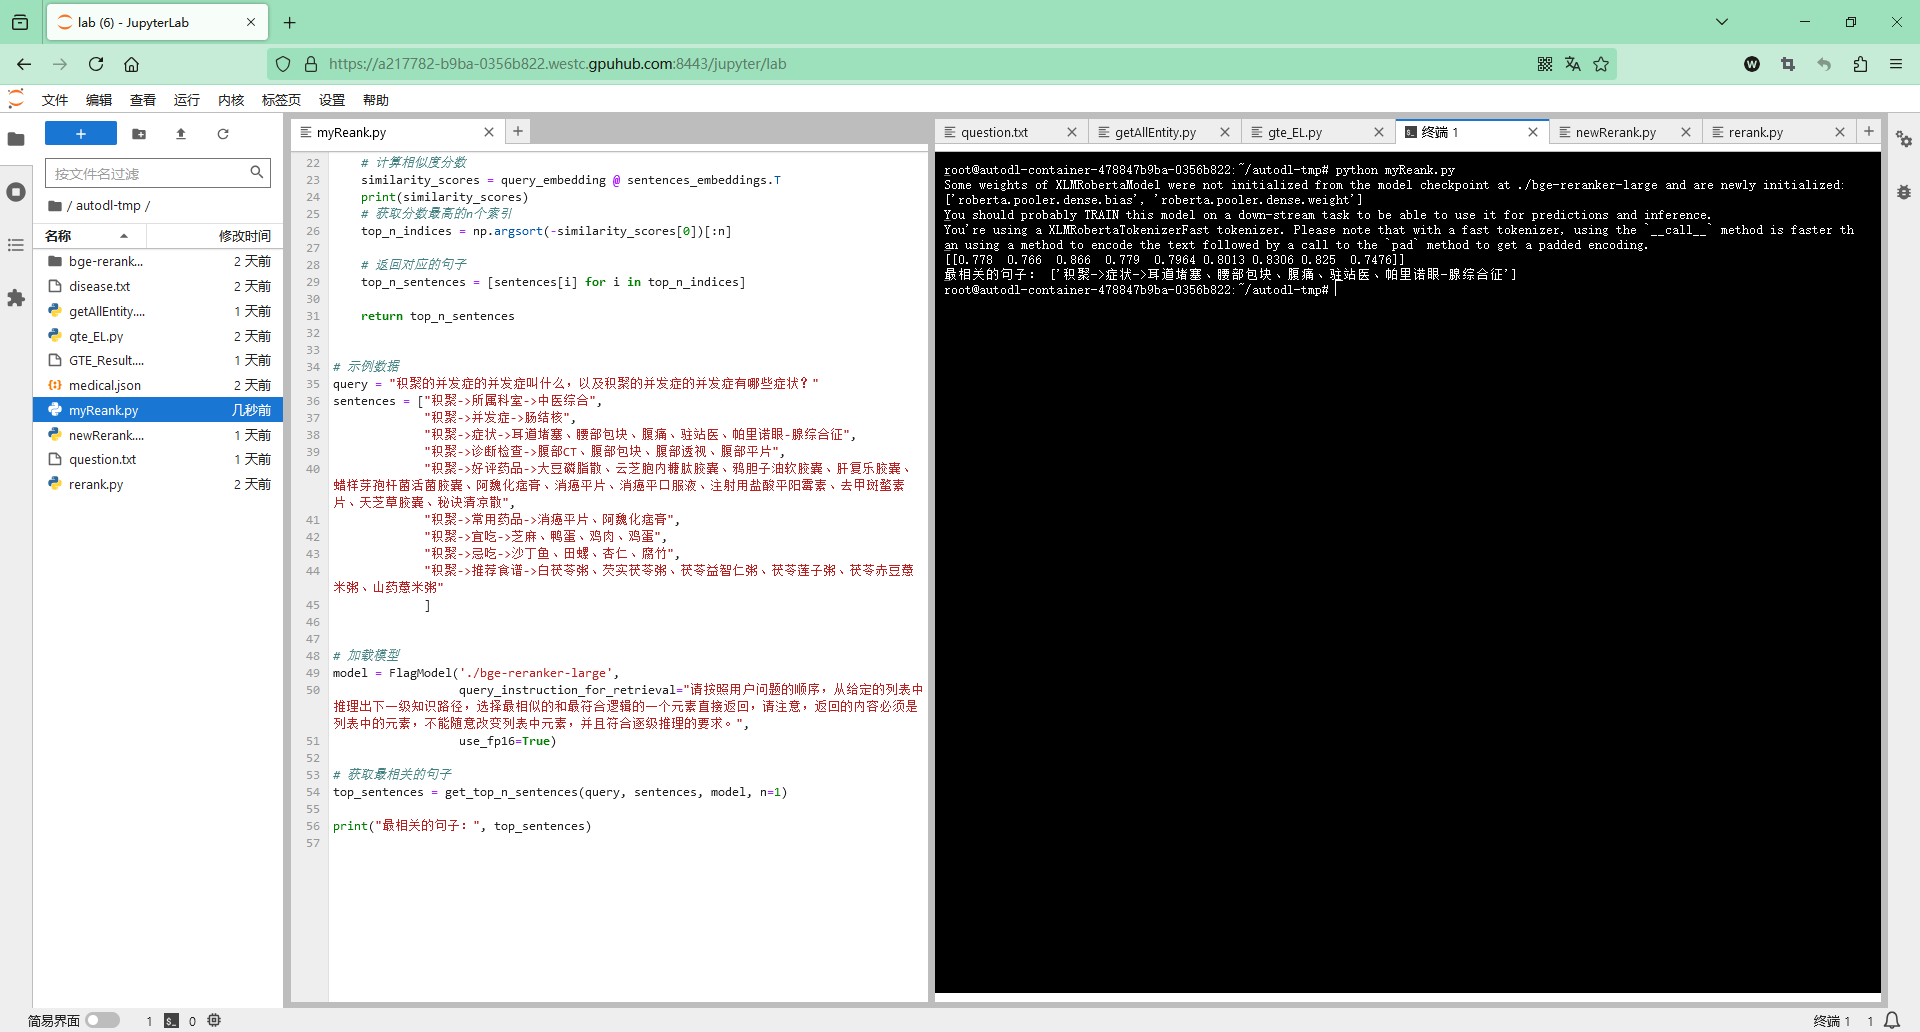 lab (6) - JupyterLab
https://a217782-b9ba-0356b822.westc.gpuhub.com:8443/jupyter/lab
文件 编辑 查看 运行 内核 标签页 设置 帮助
按文件名过滤
/ autodl-tmp /
名称 修改时间
bge-rerank... 2 天前
disease.txt 2 天前
getAllEntity.... 1 天前
gte_EL.py 2 天前
GTE_Result.... 1 天前
medical.json 2 天前
myReank.py 几秒前
newRerank.... 1 天前
question.txt 1 天前
rerank.py 2 天前
myReank.py
22 # 计算相似度分数
23 similarity_scores = query_embedding @ sentences_embeddings.T
24 print(similarity_scores)
25 # 获取分数最高的n个索引
26 top_n_indices = np.argsort(-similarity_scores[0])[:n]
27
28 # 返回对应的句子
29 top_n_sentences = [sentences[i] for i in top_n_indices]
30
31 return top_n_sentences
32
33
34 # 示例数据
35 query = "积聚的并发症的并发症叫什么，以及积聚的并发症的并发症有哪些症状？"
36 sentences = ["积聚->所属科室->中医综合",
37 "积聚->并发症->肠结核",
38 "积聚->症状->耳道堵塞、腰部包块、腹痛、驻站医、帕里诺眼-腺综合征",
39 "积聚->诊断检查->腹部CT、腹部包块、腹部透视、腹部平片",
40 "积聚->好评药品->大豆磷脂散、云芝胞内糖肽胶囊、鸦胆子油软胶囊、肝复乐胶囊、
蜡样芽孢杆菌活菌胶囊、阿魏化痞膏、消癌平片、消癌平口服液、注射用盐酸平阳霉素、去甲斑蝥素
片、天芝草胶囊、秘诀清凉散",
41 "积聚->常用药品->消癌平片、阿魏化痞膏",
42 "积聚->宜吃->芝麻、鸭蛋、鸡肉、鸡蛋",
43 "积聚->忌吃->沙丁鱼、田螺、杏仁、腐竹",
44 "积聚->推荐食谱->白茯苓粥、芡实茯苓粥、茯苓益智仁粥、茯苓莲子粥、茯苓赤豆薏
米粥、山药薏米粥"
45 ]
46
47
48 # 加载模型
49 model = FlagModel('./bge-reranker-large',
50 query_instruction_for_retrieval="请按照用户问题的顺序，从给定的列表中
推理出下一级知识路径，选择最相似的和最符合逻辑的一个元素直接返回，请注意，返回的内容必须是
列表中的元素，不能随意改变列表中元素，并且符合逐级推理的要求。",
51 use_fp16=True)
52
53 # 获取最相关的句子
54 top_sentences = get_top_n_sentences(query, sentences, model, n=1)
55
56 print("最相关的句子：", top_sentences)
57
question.txt getAllEntity.py gte_EL.py 终端 1 newRerank.py rerank.py
root@autodl-container-478847b9ba-0356b822:~/autodl-tmp# python myReank.py
Some weights of XLMRobertaModel were not initialized from the model checkpoint at ./bge-reranker-large and are newly initialized:
['roberta.pooler.dense.bias', 'roberta.pooler.dense.weight']
You should probably TRAIN this model on a down-stream task to be able to use it for predictions and inference.
You're using a XLMRobertaTokenizerFast tokenizer. Please note that with a fast tokenizer, using the `__call__` method is faster th
an using a method to encode the text followed by a call to the `pad` method to get a padded encoding.
[[0.778 0.766 0.866 0.779 0.7964 0.8013 0.8306 0.825 0.7476]]
最相关的句子： ['积聚->症状->耳道堵塞、腰部包块、腹痛、驻站医、帕里诺眼-腺综合征']
root@autodl-container-478847b9ba-0356b822:~/autodl-tmp#
简易界面 1 0
终端 1 1